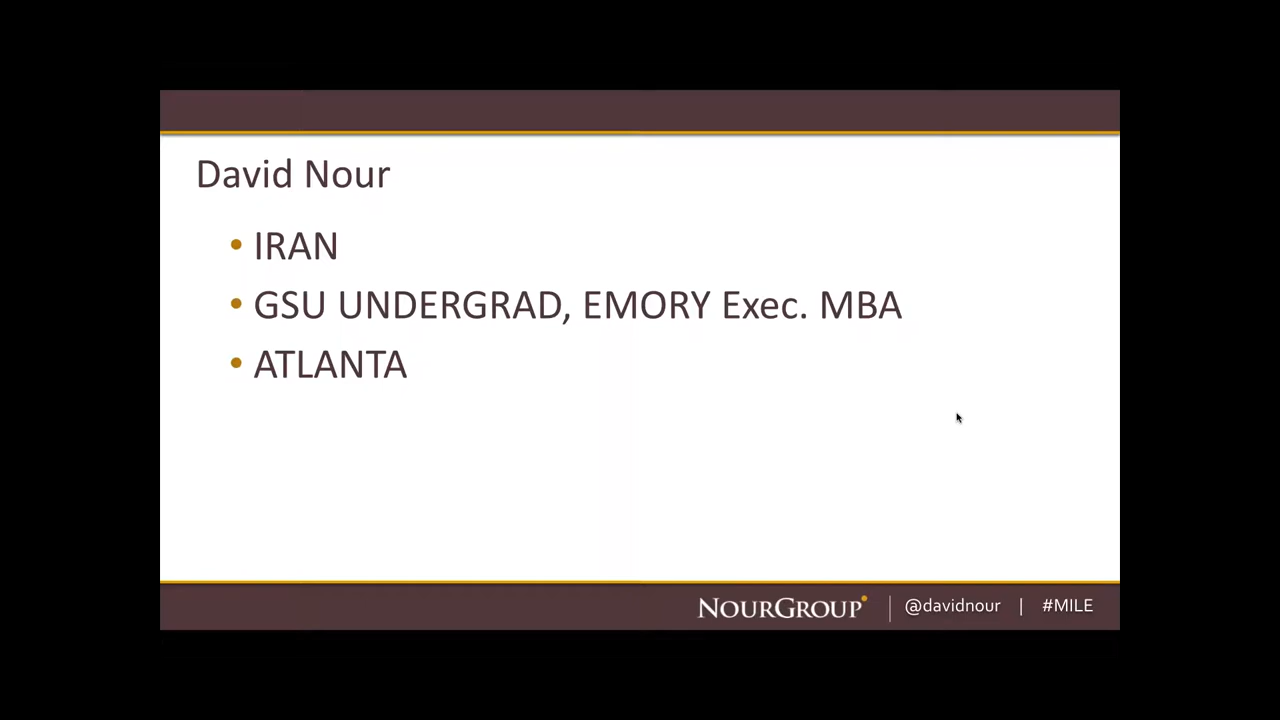 David Nour
• IRAN
• GSU UNDERGRAD, EMORY Exec. MBA
• ATLANTA
NOURGROUP | @davidnour | #MILE